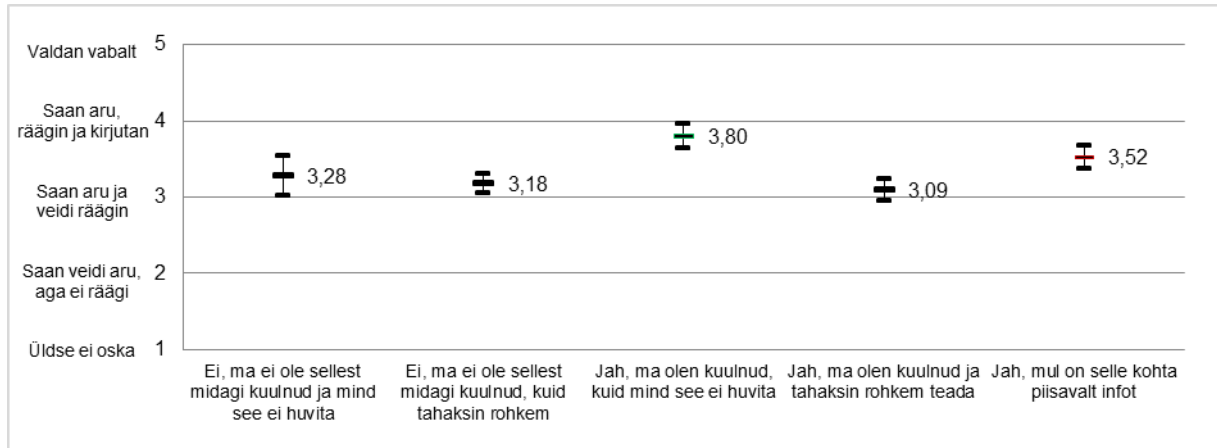 Valdan vabalt 5
Saan aru,
räägin ja kirjutan 4
Saan aru ja
veidi räägin 3
Saan veidi aru,
aga ei räägi 2
Üldse ei oska 1
3,28
3,18
3,80
3,09
3,52
Ei, ma ei ole sellest
midagi kuulnud ja mind
see ei huvita
Ei, ma ei ole sellest
midagi kuulnud, kuid
tahaksin rohkem
Jah, ma olen kuulnud,
kuid mind see ei huvita
Jah, ma olen kuulnud ja
tahaksin rohkem teada
Jah, mul on selle kohta
piisavalt infot